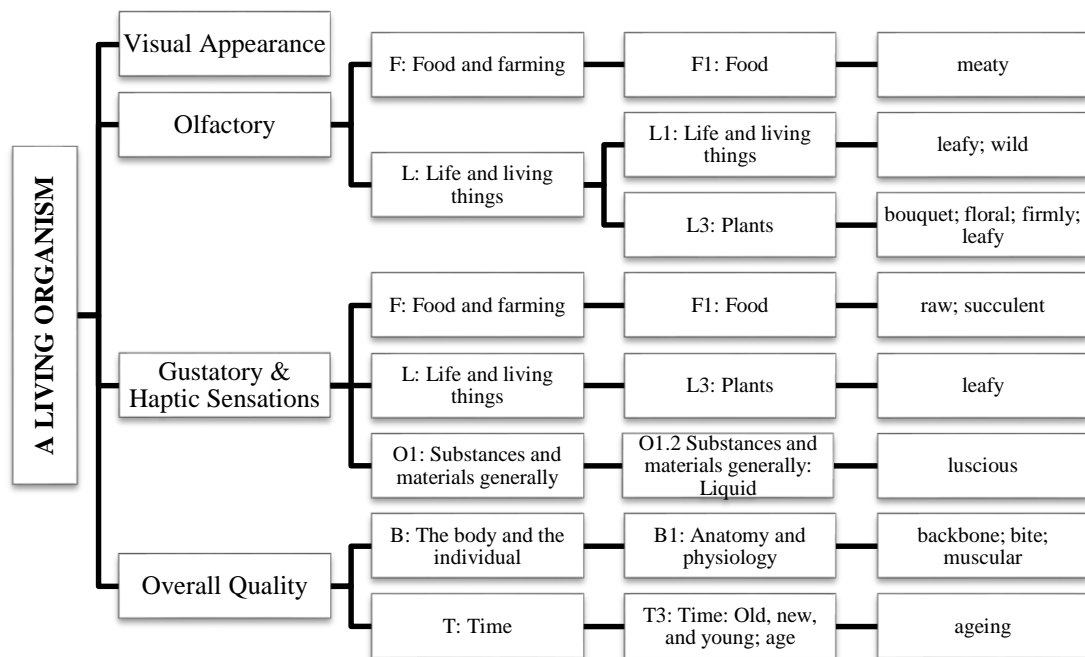 A LIVING ORGANISM
Visual Appearance
Olfactory
F: Food and farming
F1: Food
meaty
L: Life and living
things
L1: Life and living
things
leafy; wild
L3: Plants
bouquet; floral; firmly;
leafy
Gustatory &
Haptic Sensations
F: Food and farming
F1: Food
raw; succulent
L: Life and living
things
L3: Plants
leafy
O1: Substances and
materials generally
O1.2 Substances and
materials generally:
Liquid
luscious
Overall Quality
B: The body and the
individual
B1: Anatomy and
physiology
backbone; bite;
muscular
T: Time
T3: Time: Old, new,
and young; age
ageing